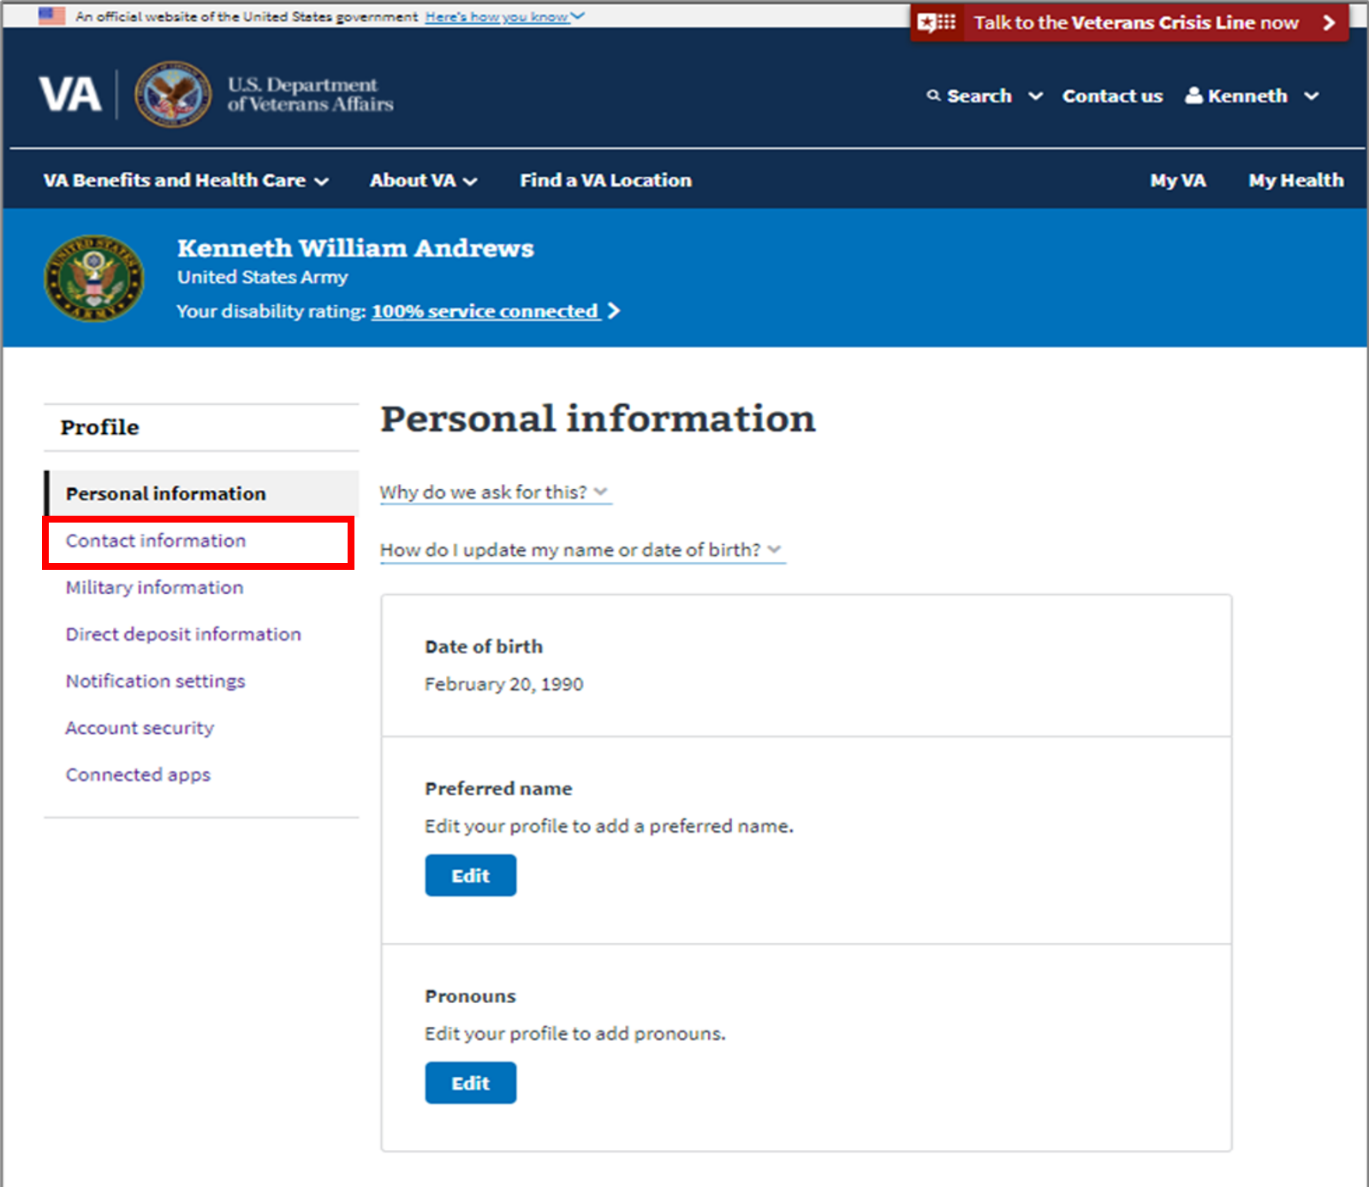 An official website of the United States government Here's how you know
Talk to the Veterans Crisis Line now
VA
U.S. Department
of Veterans Affairs
Search
Contact us
Kenneth
VA Benefits and Health Care
About VA
Find a VA Location
My VA
My Health
Kenneth William Andrews
United States Army
Your disability rating: 100% service connected
Profile
Personal information
Contact information
Military information
Direct deposit information
Notification settings
Account security
Connected apps
Personal information
Why do we ask for this?
How do I update my name or date of birth?
Date of birth
February 20, 1990
Preferred name
Edit your profile to add a preferred name.
Edit
Pronouns
Edit your profile to add pronouns.
Edit